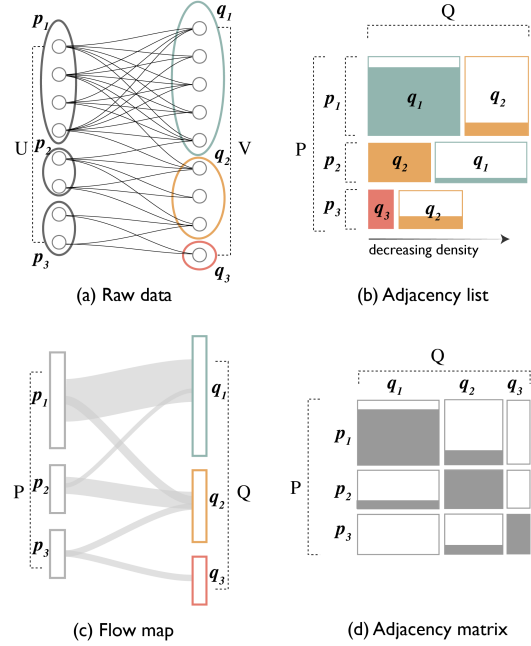 p1
q1
U
p2
q2
V
p3
q3
(a) Raw data
Q
p1
q1
q2
P
p2
q2
q1
p3
q3
q2
decreasing density
(b) Adjacency list
p1
q1
P
p2
q2
Q
p3
q3
(c) Flow map
Q
q1
q2
q3
p1
P
p2
p3
(d) Adjacency matrix